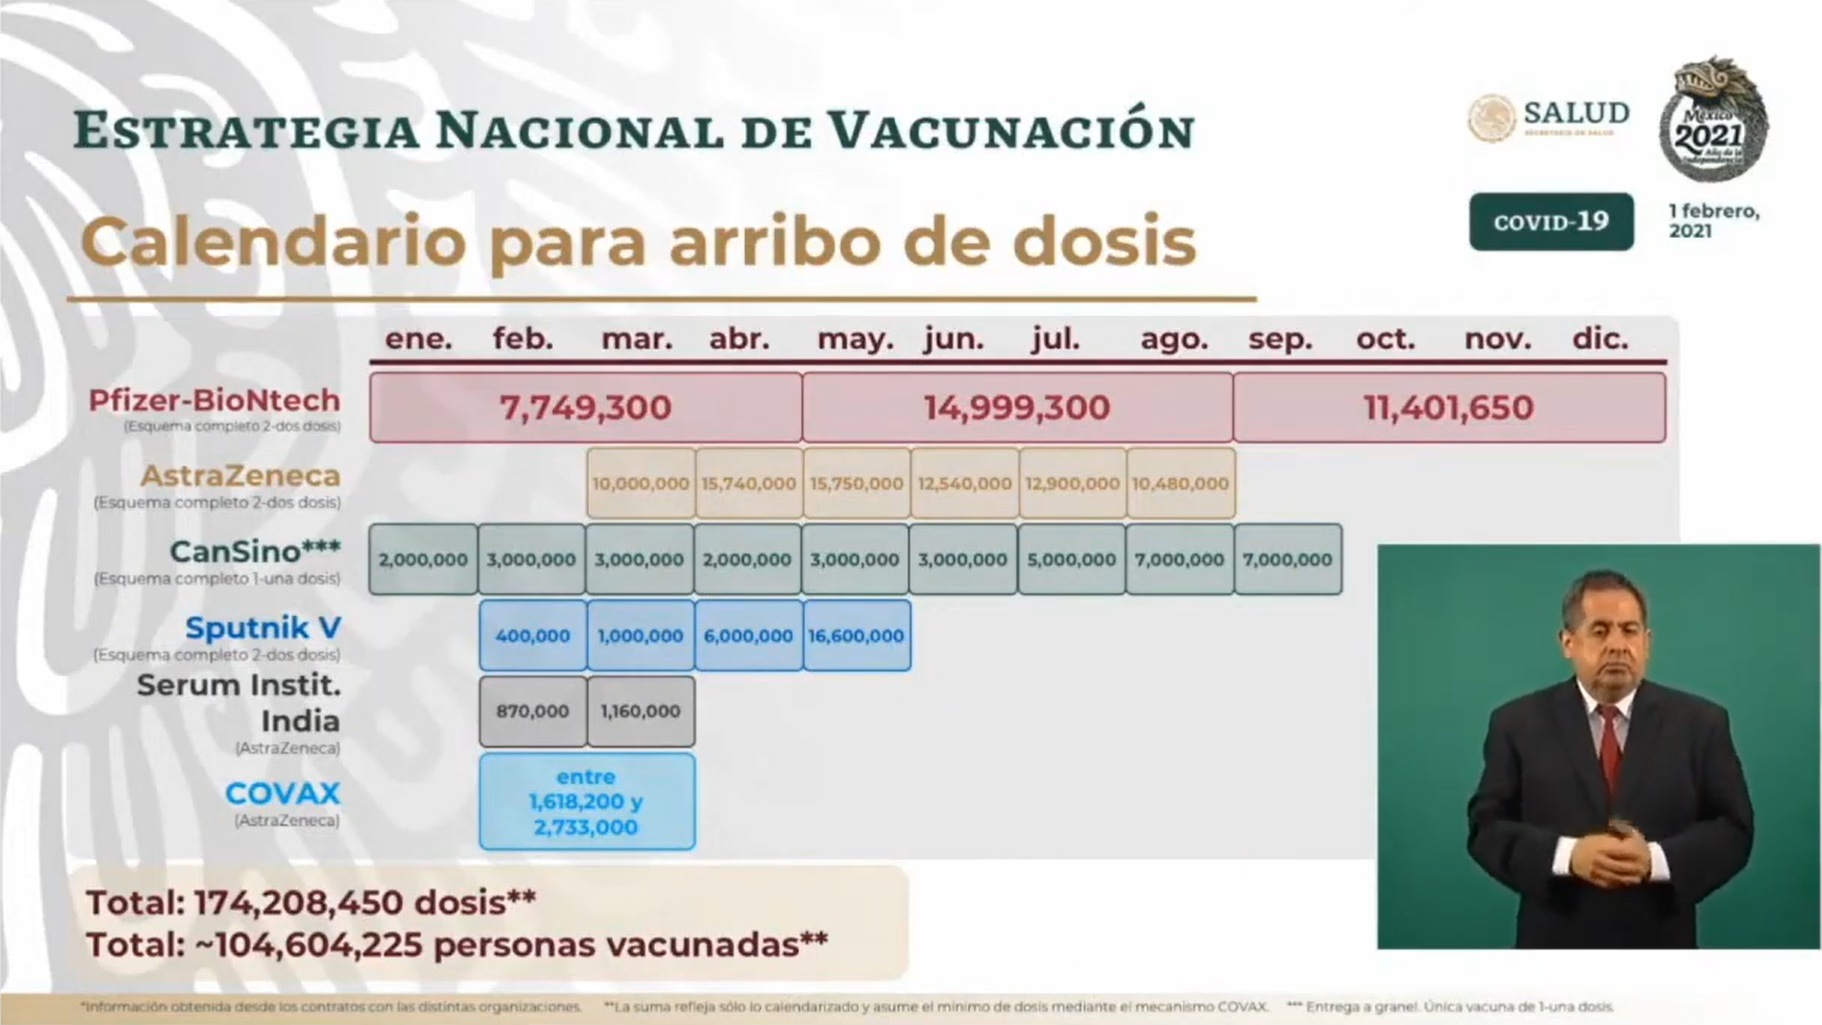 ESTRATEGIA NACIONAL DE VACUNACIÓN
SALUD
SECRETARÍA DE SALUD
México
2021
Año de la
Independencia
Calendario para arribo de dosis
COVID-19
1 febrero,
2021
ene. feb. mar. abr. may. jun. jul. ago. sep. oct. nov. dic.
Pfizer-BioNtech
(Esquema completo 2-dos dosis)
7,749,300 14,999,300 11,401,650
AstraZeneca
(Esquema completo 2-dos dosis)
10,000,000 15,740,000 15,750,000 12,540,000 12,900,000 10,480,000
CanSino***
(Esquema completo 1-una dosis)
2,000,000 3,000,000 3,000,000 2,000,000 3,000,000 3,000,000 5,000,000 7,000,000 7,000,000
Sputnik V
(Esquema completo 2-dos dosis)
400,000 1,000,000 6,000,000 16,600,000
Serum Instit.
India
(AstraZeneca)
870,000 1,160,000
COVAX
(AstraZeneca)
entre
1,618,200 y
2,733,000
Total: 174,208,450 dosis**
Total: ~104,604,225 personas vacunadas**
*Información obtenida desde los contratos con las distintas organizaciones. **La suma refleja sólo lo calendarizado y asume el mínimo de dosis mediante el mecanismo COVAX. *** Entrega a granel. Única vacuna de 1-una dosis.